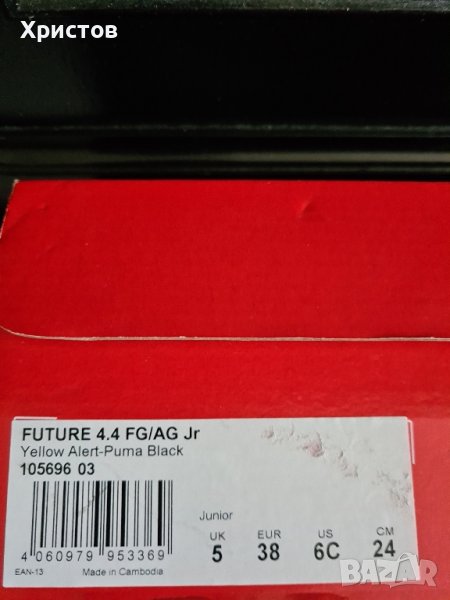 Христов
FUTURE 4.4 FG/AG Jr
Yellow Alert-Puma Black
105696 03
Junior
UK EUR US CM
5 38 6C 24
4 060979 953369
EAN-13 Made in Cambodia
BAZAR